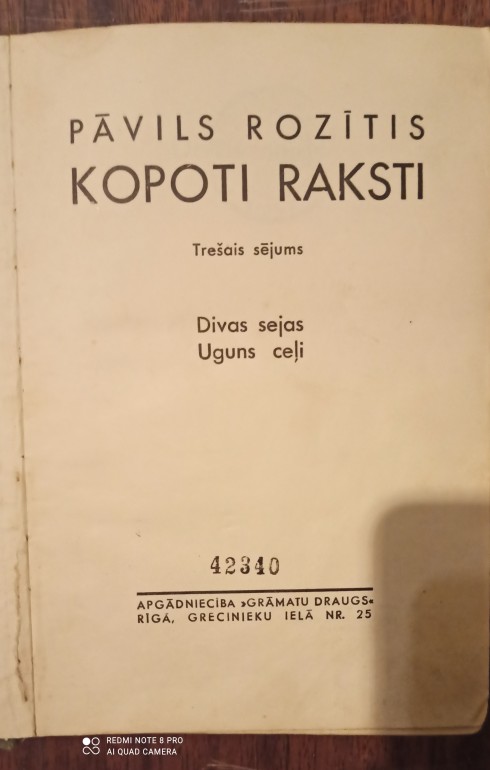 PĀVILS ROZĪTIS
KOPOTI RAKSTI
Trešais sējums
Divas sejas
Uguns ceļi
42340
APGĀDNIECĪBA »GRĀMATU DRAUGS«
RĪGĀ, GRECINIEKU IELĀ NR. 25
REDMI NOTE 8 PRO
AI QUAD CAMERA